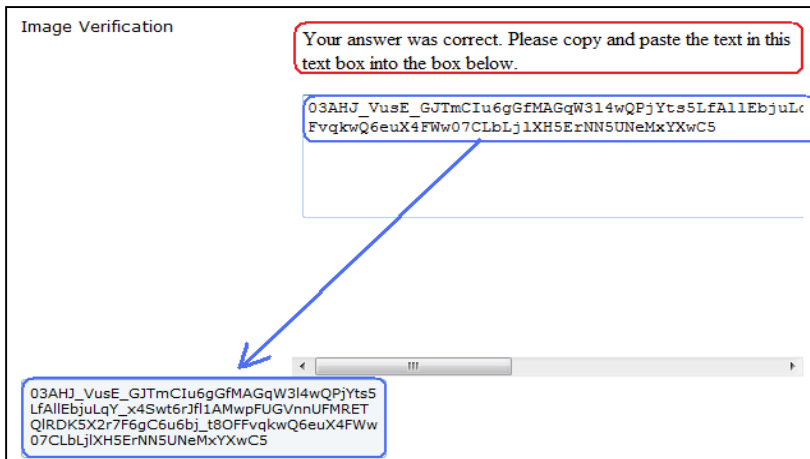 Image Verification
Your answer was correct. Please copy and paste the text in this
text box into the box below.
03AHJ_VusE_GJTmCIu6gGfMAGqW3l4wQPjYts5LfAllEbjuLq
FvqkwQ6euX4FWw07CLbLjlXH5ErNN5UNeMxYXwC5
03AHJ_VusE_GJTmCIu6gGfMAGqW3l4wQPjYts5
LfAllEbjuLqY_x4Swt6rJfl1AMwpFUGVnnUFMRET
QlRDK5X2r7F6gC6u6bj_t8OFFvqkwQ6euX4FWw
07CLbLjlXH5ErNN5UNeMxYXwC5